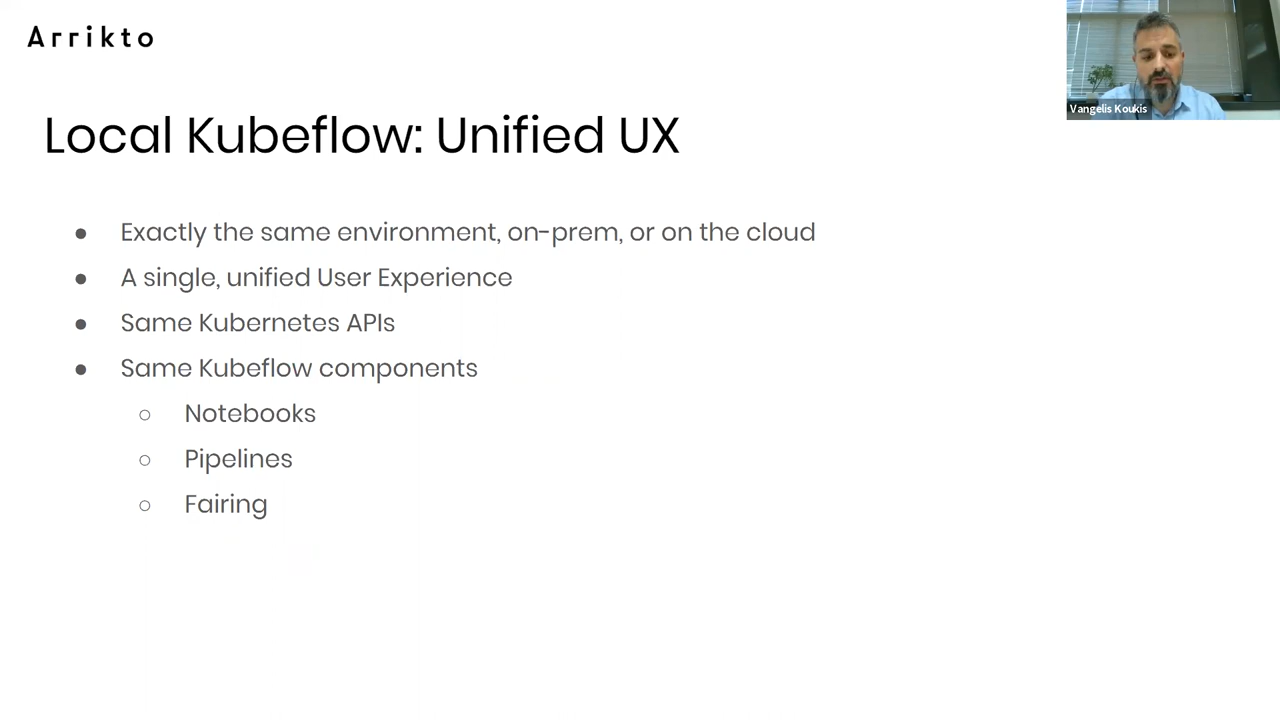 Arrikto
Vangelis Koukis
Local Kubeflow: Unified UX
● Exactly the same environment, on-prem, or on the cloud
● A single, unified User Experience
● Same Kubernetes APIs
● Same Kubeflow components
○ Notebooks
○ Pipelines
○ Fairing